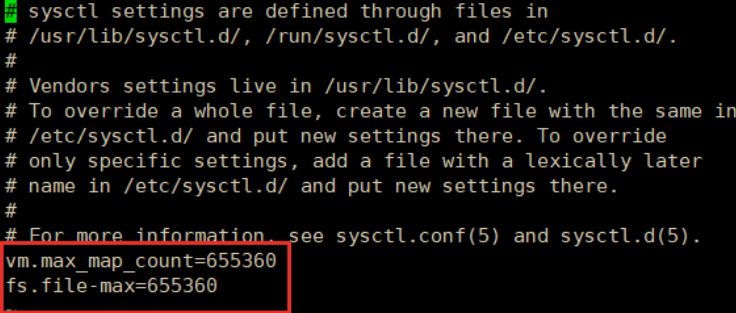 # sysctl settings are defined through files in
# /usr/lib/sysctl.d/, /run/sysctl.d/, and /etc/sysctl.d/.
#
# Vendors settings live in /usr/lib/sysctl.d/.
# To override a whole file, create a new file with the same in
# /etc/sysctl.d/ and put new settings there. To override
# only specific settings, add a file with a lexically later
# name in /etc/sysctl.d/ and put new settings there.
#
# For more information, see sysctl.conf(5) and sysctl.d(5).
vm.max_map_count=655360
fs.file-max=655360